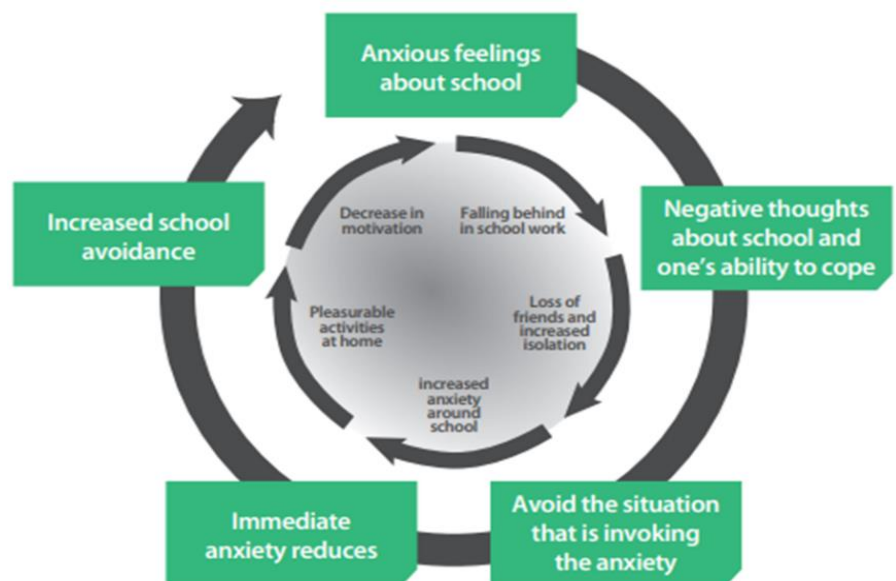 Anxious feelings
about school
Negative thoughts
about school and
one's ability to cope
Avoid the situation
that is invoking
the anxiety
Immediate
anxiety reduces
Increased school
avoidance
Falling behind
in school work
Loss of
friends and
increased
isolation
increased
anxiety
around
school
Pleasurable
activities
at home
Decrease in
motivation